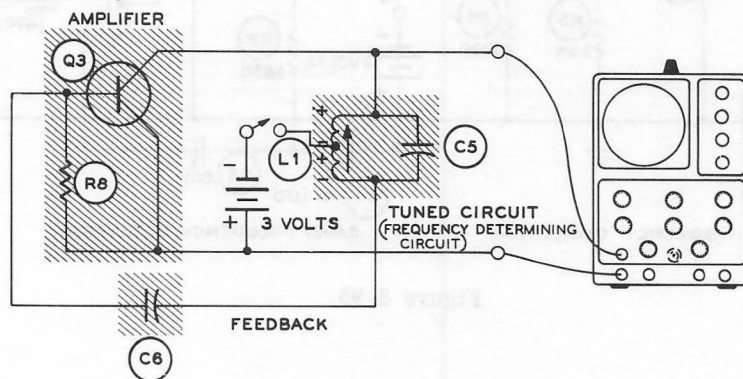 AMPLIFIER
Q3
R8
L1
C5
- + 3 VOLTS
TUNED CIRCUIT
(FREQUENCY DETERMINING
CIRCUIT)
FEEDBACK
C6